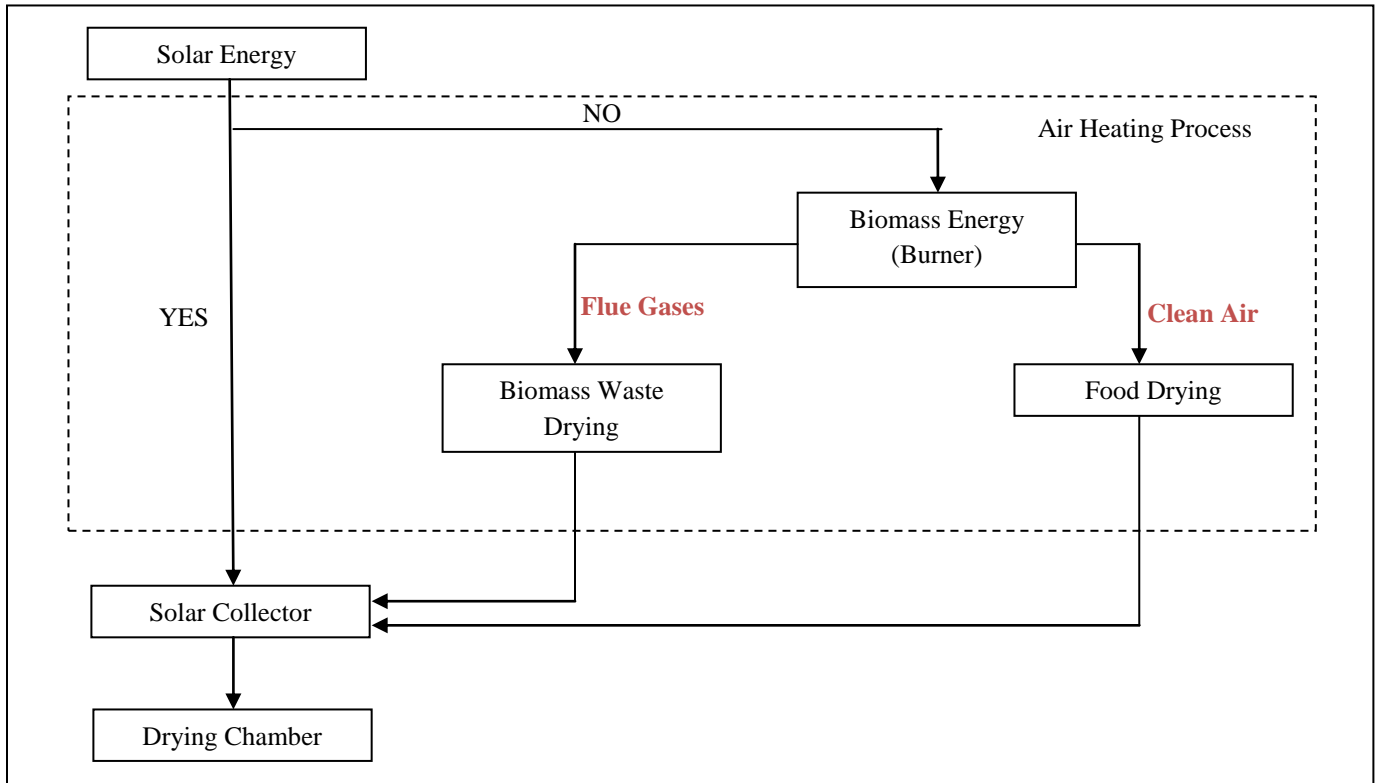 Solar Energy
NO
Air Heating Process
Biomass Energy
(Burner)
YES
Flue Gases
Clean Air
Biomass Waste
Drying
Food Drying
Solar Collector
Drying Chamber